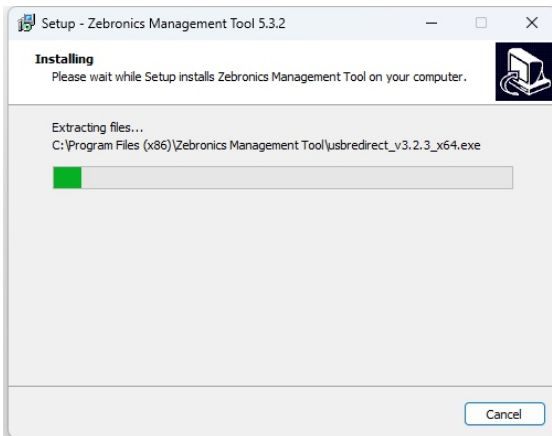 Setup - Zebronics Management Tool 5.3.2
Installing
Please wait while Setup installs Zebronics Management Tool on your computer.
Extracting files...
C:\Program Files (x86)\Zebronics Management Tool\usbredirect_v3.2.3_x64.exe
Cancel